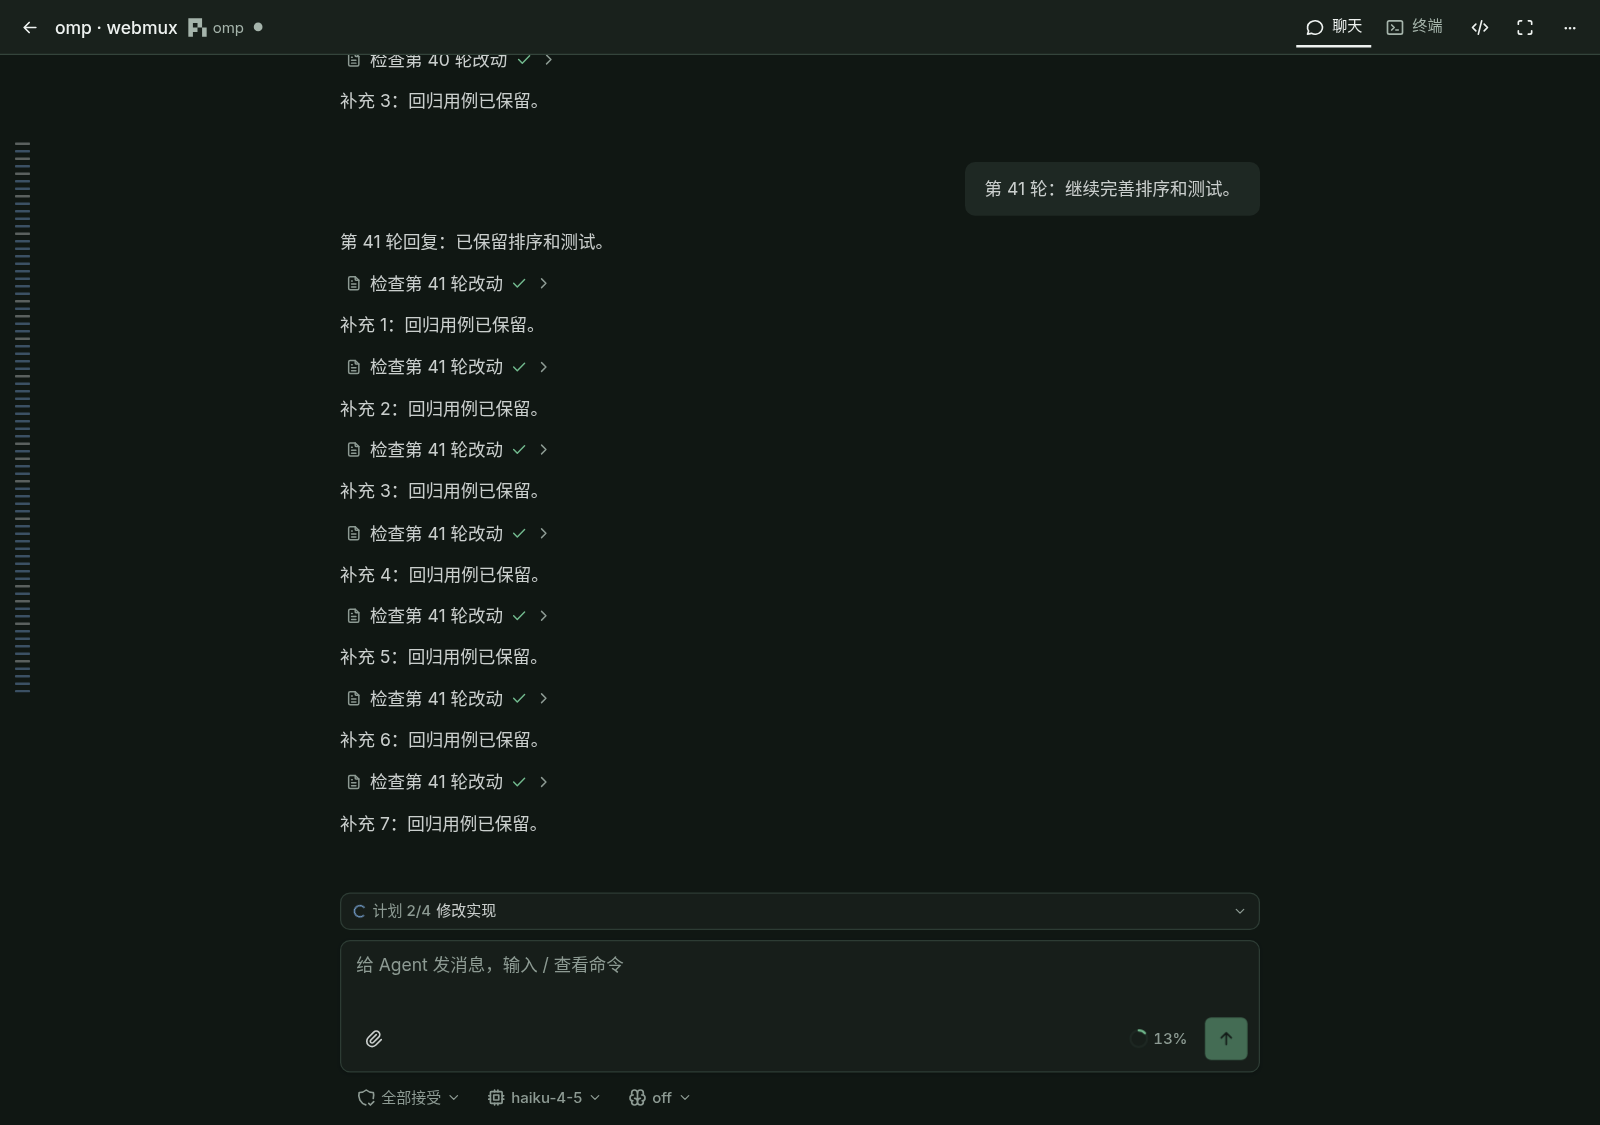 omp · webmux omp 聊天 终端
检查第 40 轮改动
补充 3：回归用例已保留。
第 41 轮：继续完善排序和测试。
第 41 轮回复：已保留排序和测试。
检查第 41 轮改动
补充 1：回归用例已保留。
检查第 41 轮改动
补充 2：回归用例已保留。
检查第 41 轮改动
补充 3：回归用例已保留。
检查第 41 轮改动
补充 4：回归用例已保留。
检查第 41 轮改动
补充 5：回归用例已保留。
检查第 41 轮改动
补充 6：回归用例已保留。
检查第 41 轮改动
补充 7：回归用例已保留。
计划 2/4 修改实现
给 Agent 发消息，输入 / 查看命令
13%
全部接受 haiku-4-5 off